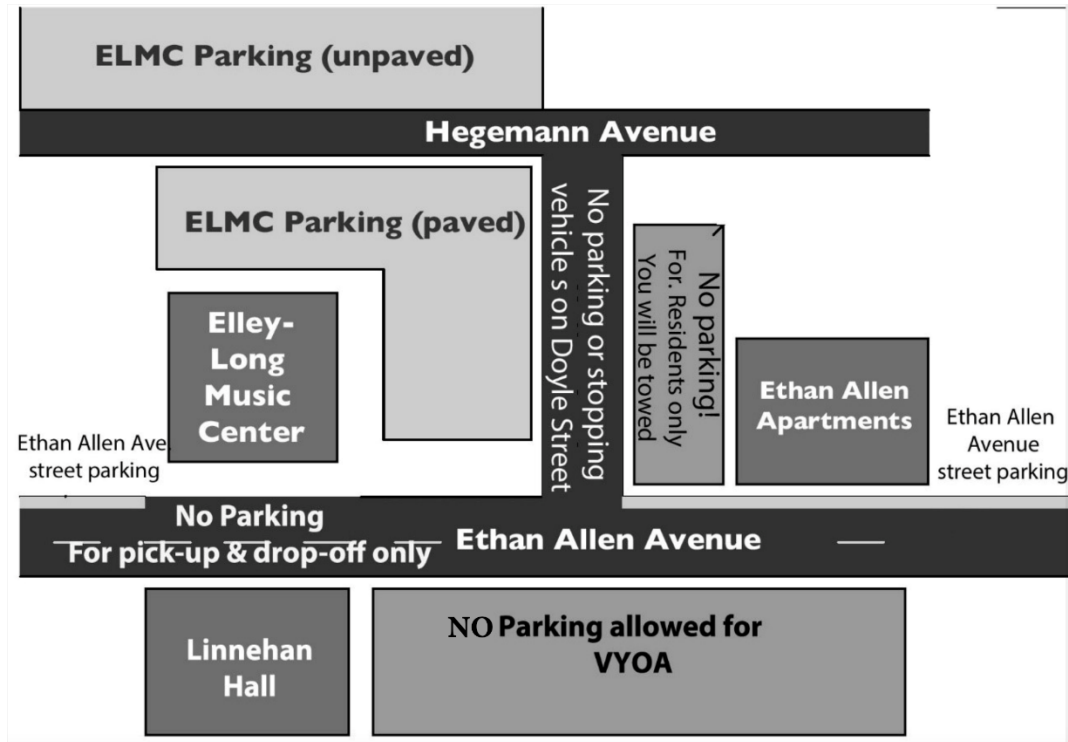 ELMC Parking (unpaved)
Hegemann Avenue
ELMC Parking (paved)
No parking or stopping
vehicle s on Doyle Street
No parking!
For. Residents only
You will be towed
Elley-
Long
Music
Center
Ethan Allen
Apartments
Ethan Allen Ave.
street parking
Ethan Allen
Avenue
street parking
No Parking
For pick-up & drop-off only
Ethan Allen Avenue
Linnehan
Hall
NO Parking allowed for
VYOA